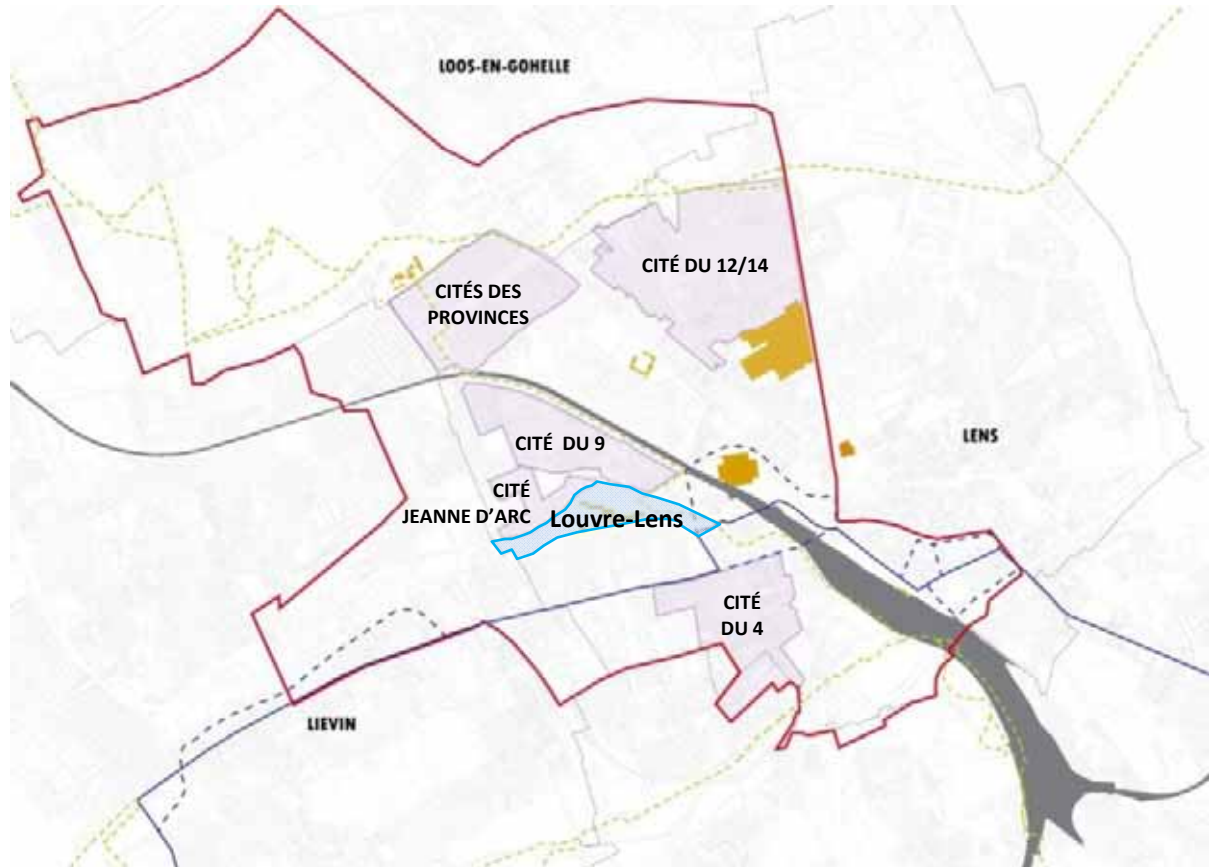 LOOS-EN-GOHELLE
CITÉ DU 12/14
CITÉS DES
PROVINCES
LENS
CITÉ DU 9
CITÉ
JEANNE D’ARC
Louvre-Lens
CITÉ
DU 4
LIEVIN